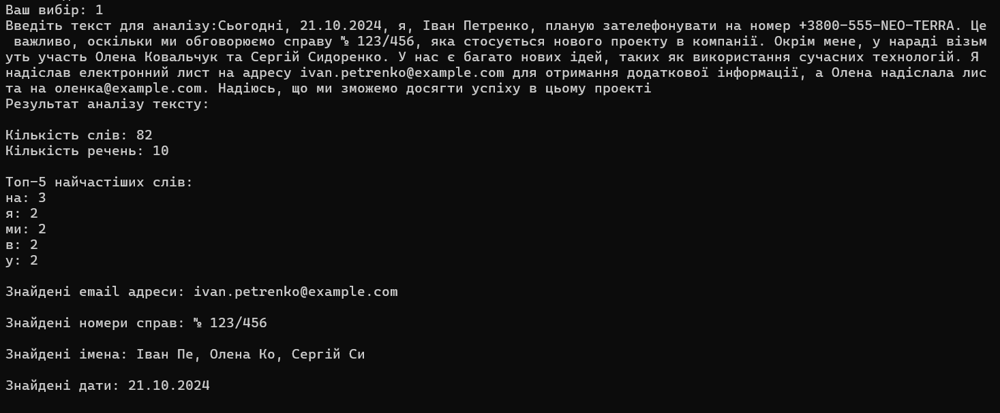 Ваш вибір: 1
Введіть текст для аналізу:Сьогодні, 21.10.2024, я, Іван Петренко, планую зателефонувати на номер +3800-555-NEO-TERRA. Це
важливо, оскільки ми обговорюємо справу № 123/456, яка стосується нового проекту в компанії. Окрім мене, у нараді візьм
уть участь Олена Ковальчук та Сергій Сидоренко. У нас є багато нових ідей, таких як використання сучасних технологій. Я
надіслав електронний лист на адресу ivan.petrenko@example.com для отримання додаткової інформації, а Олена надіслала лис
та на оленка@example.com. Надіюсь, що ми зможемо досягти успіху в цьому проекті
Результат аналізу тексту:
Кількість слів: 82
Кількість речень: 10
Топ-5 найчастіших слів:
на: 3
я: 2
ми: 2
в: 2
у: 2
Знайдені email адреси: ivan.petrenko@example.com
Знайдені номери справ: № 123/456
Знайдені імена: Іван Пе, Олена Ко, Сергій Си
Знайдені дати: 21.10.2024